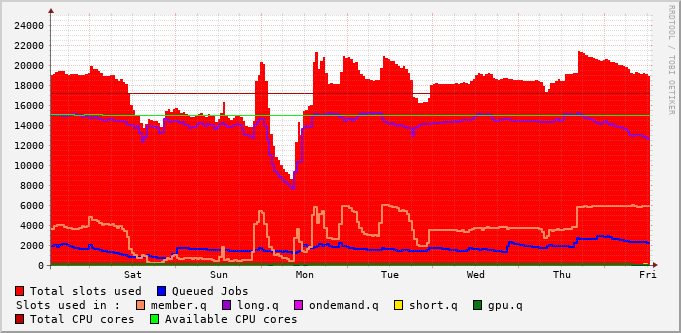 RRDTOOL / TOBI OETIKER
24000
22000
20000
18000
16000
14000
12000
10000
8000
6000
4000
2000
0
Sat Sun Mon Tue Wed Thu Fri
Total slots used Queued Jobs
Slots used in : member.q long.q ondemand.q short.q gpu.q
Total CPU cores Available CPU cores